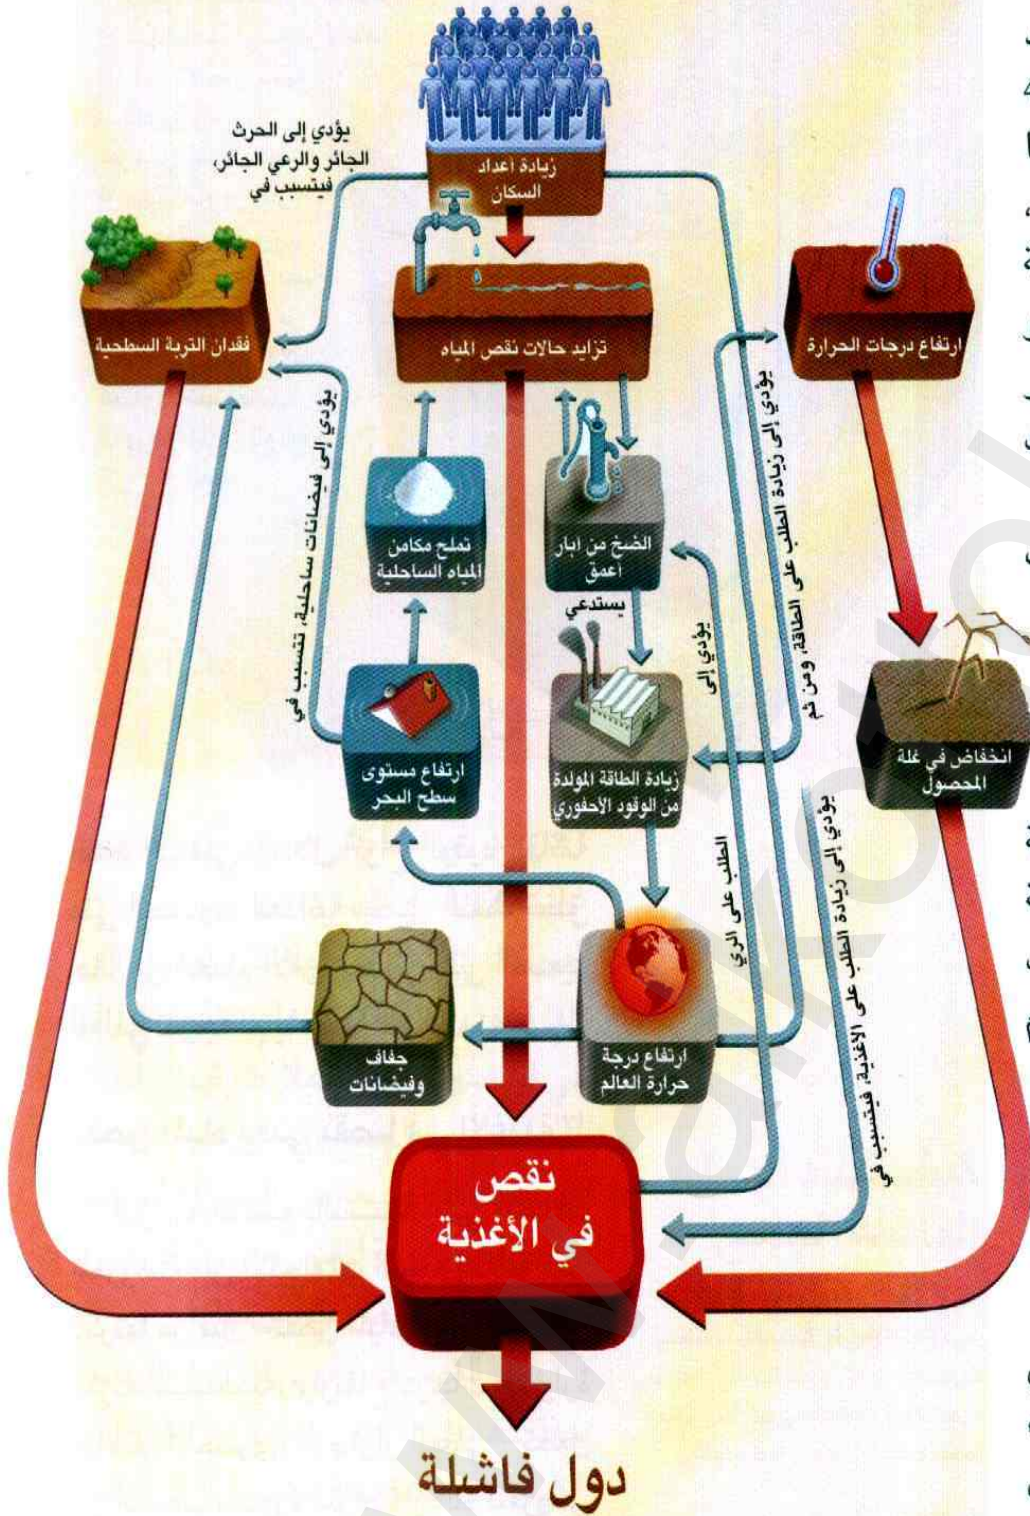 يؤدي إلى الحرث
الجائر والرعي الجائر،
فيتسبب في
زيادة أعداد
السكان
فقدان التربة السطحية
تزايد حالات نقص المياه
ارتفاع درجات الحرارة
يؤدي إلى فيضانات ساحلية، تتسبب في
تملح مكامن
المياه الساحلية
الضخ من آبار
أعمق
يستدعي
يؤدي إلى
يؤدي إلى زيادة الطلب على الطاقة، ومن ثم
ارتفاع مستوى
سطح البحر
زيادة الطاقة المولدة
من الوقود الأحفوري
انخفاض في غلة
المحصول
الطلب على الري
يؤدي إلى زيادة الطلب على الأغذية، فيتسبب في
جفاف
وفيضانات
ارتفاع درجة
حرارة العالم
نقص
في الأغذية
دول فاشلة